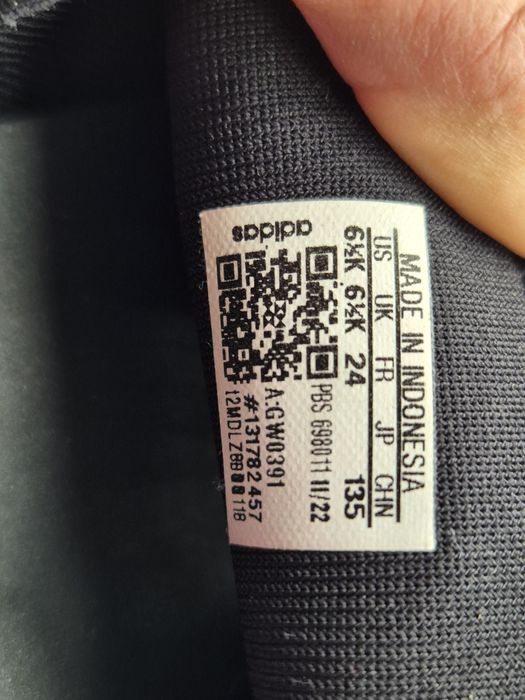 MADE IN INDONESIA
US UK FR JP CHN
6½K 6½K 24 135
adidas
PBS 698011 11/22
A:GW0391
#131782457